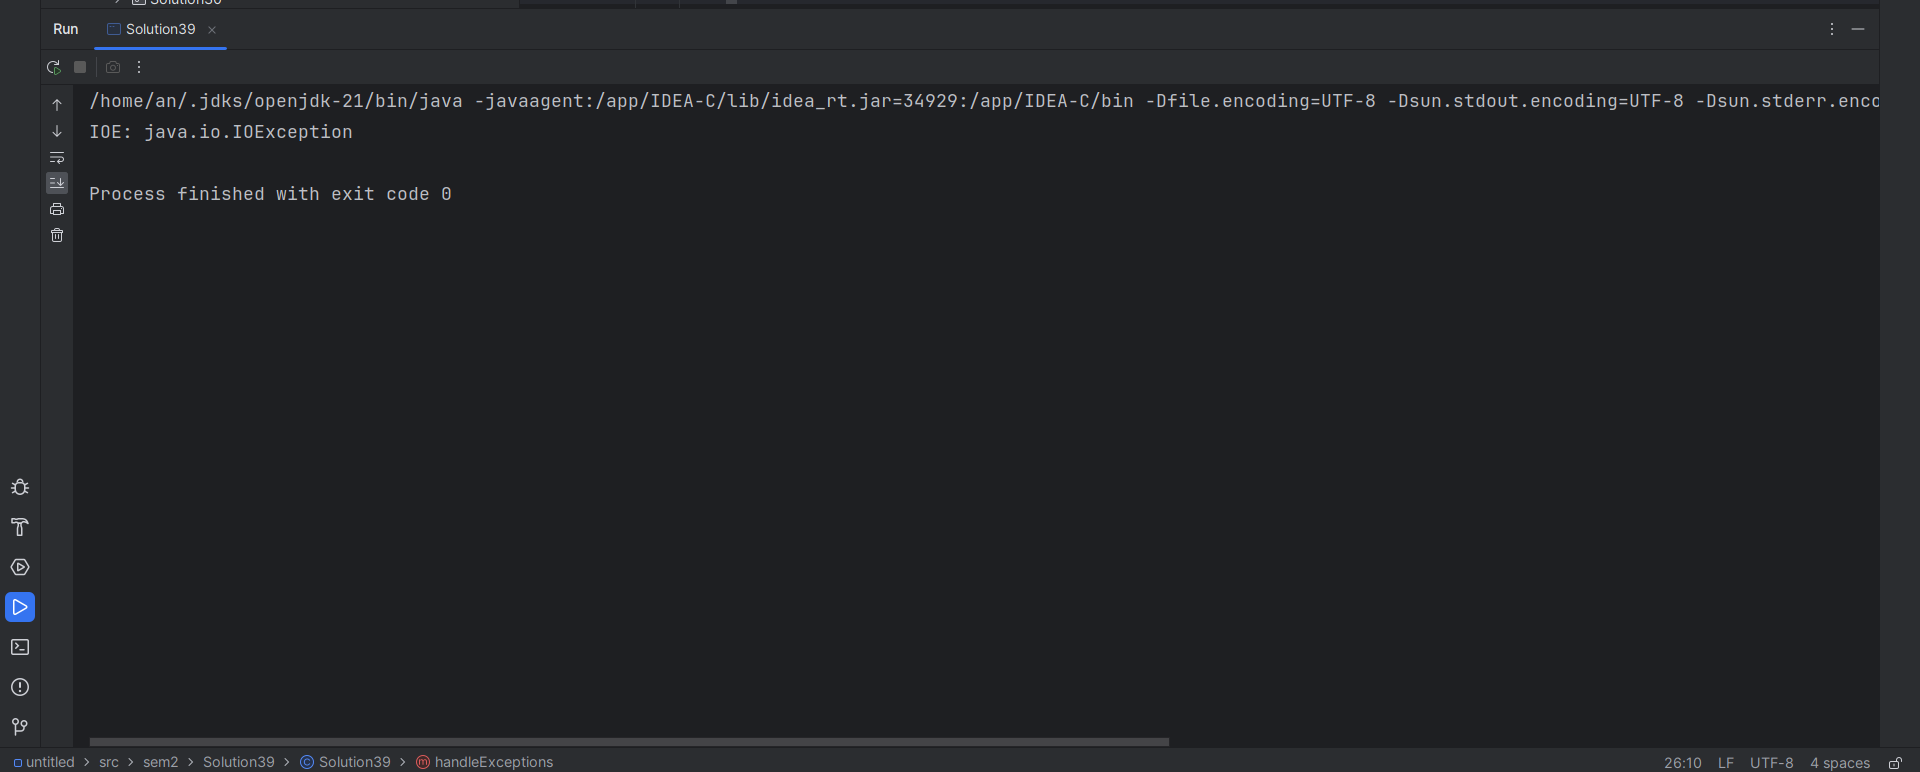 Run Solution39
/home/an/.jdks/openjdk-21/bin/java -javaagent:/app/IDEA-C/lib/idea_rt.jar=34929:/app/IDEA-C/bin -Dfile.encoding=UTF-8 -Dsun.stdout.encoding=UTF-8 -Dsun.stderr.enco
IOE: java.io.IOException
Process finished with exit code 0
untitled > src > sem2 > Solution39 > Solution39 > handleExceptions 26:10 LF UTF-8 4 spaces